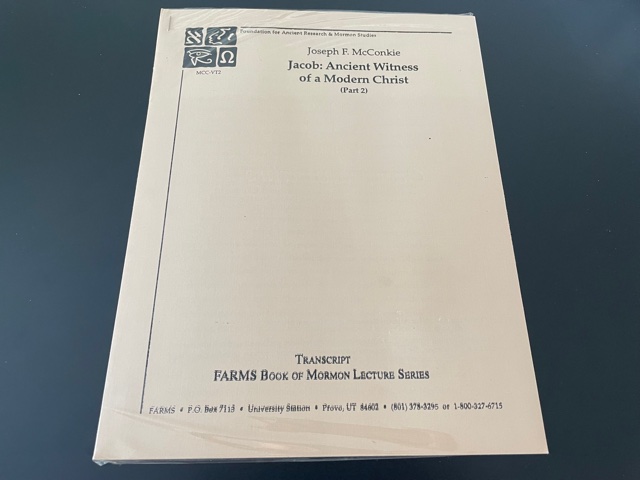 Foundation for Ancient Research & Mormon Studies
MCC-VT2
Joseph F. McConkie
Jacob: Ancient Witness
of a Modern Christ
(Part 2)
TRANSCRIPT
FARMS BOOK OF MORMON LECTURE SERIES
FARMS • P.O. Box 7113 • University Station • Provo, UT 84602 • (801) 378-3295 or 1-800-327-6715